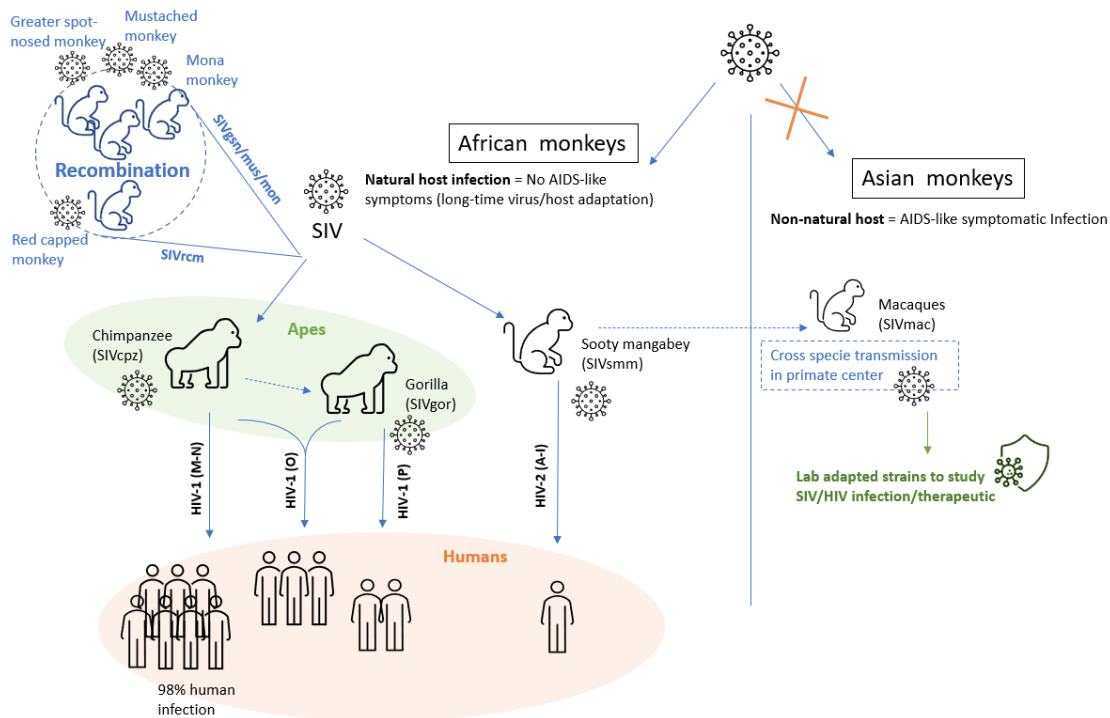 Greater spot-
nosed monkey
Mustached
monkey
Mona
monkey
Recombination
Red capped
monkey
SIVgsn/mus/mon
SIVrcm
SIV
African monkeys
Natural host infection = No AIDS-like
symptoms (long-time virus/host adaptation)
Asian monkeys
Non-natural host = AIDS-like symptomatic Infection
Apes
Chimpanzee
(SIVcpz)
Gorilla
(SIVgor)
Sooty mangabey
(SIVsmm)
Macaques
(SIVmac)
Cross specie transmission
in primate center
Lab adapted strains to study
SIV/HIV infection/therapeutic
HIV-1 (M-N)
HIV-1 (O)
HIV-1 (P)
HIV-2 (A-I)
Humans
98% human
infection